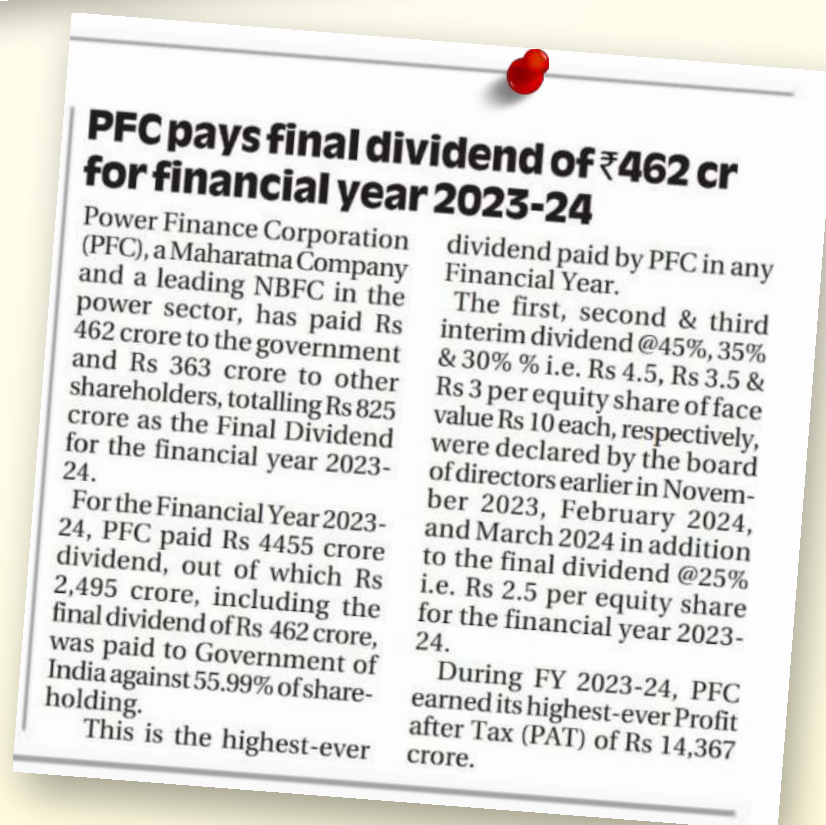 PFC pays final dividend of ₹462 cr
for financial year 2023-24
Power Finance Corporation
(PFC), a Maharatna Company
and a leading NBFC in the
power sector, has paid Rs
462 crore to the government
and Rs 363 crore to other
shareholders, totalling Rs 825
crore as the Final Dividend
for the financial year 2023-
24.
For the Financial Year 2023-
24, PFC paid Rs 4455 crore
dividend, out of which Rs
2,495 crore, including the
final dividend of Rs 462 crore,
was paid to Government of
India against 55.99% of share-
holding.
This is the highest-ever
dividend paid by PFC in any
Financial Year.
The first, second & third
interim dividend @45%, 35%
& 30% % i.e. Rs 4.5, Rs 3.5 &
Rs 3 per equity share of face
value Rs 10 each, respectively,
were declared by the board
of directors earlier in Novem-
ber 2023, February 2024,
and March 2024 in addition
to the final dividend @25%
i.e. Rs 2.5 per equity share
for the financial year 2023-
24.
During FY 2023-24, PFC
earned its highest-ever Profit
after Tax (PAT) of Rs 14,367
crore.